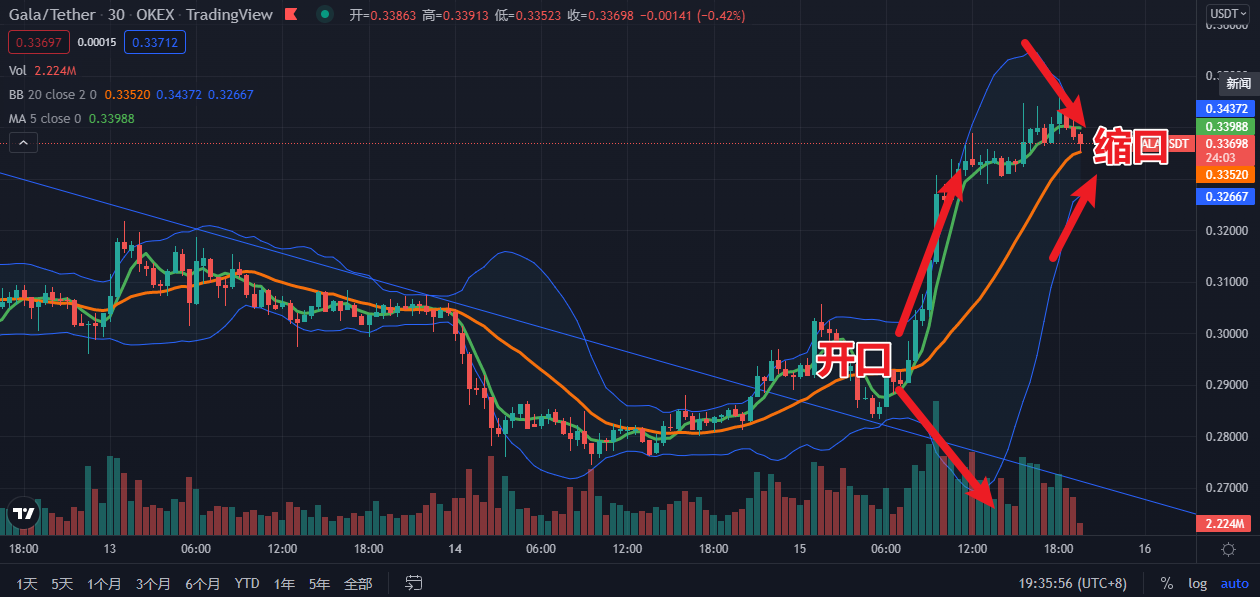 Gala/Tether · 30 · OKEX · TradingView 开=0.33863 高=0.33913 低=0.33523 收=0.33698 -0.00141 (-0.42%)
USDT
0.33697 0.00015 0.33712
Vol 2.224M
BB 20 close 2 0 0.33520 0.34372 0.32667
MA 5 close 0 0.33988
新闻
0.34372
0.33988
缩口
0.33698
24:03
0.33520
0.32667
0.32000
0.31000
0.30000
开口
0.29000
0.28000
0.27000
2.224M
18:00 13 06:00 12:00 18:00 14 06:00 12:00 18:00 15 06:00 12:00 18:00 16
1天 5天 1个月 3个月 6个月 YTD 1年 5年 全部 19:35:56 (UTC+8) % log auto